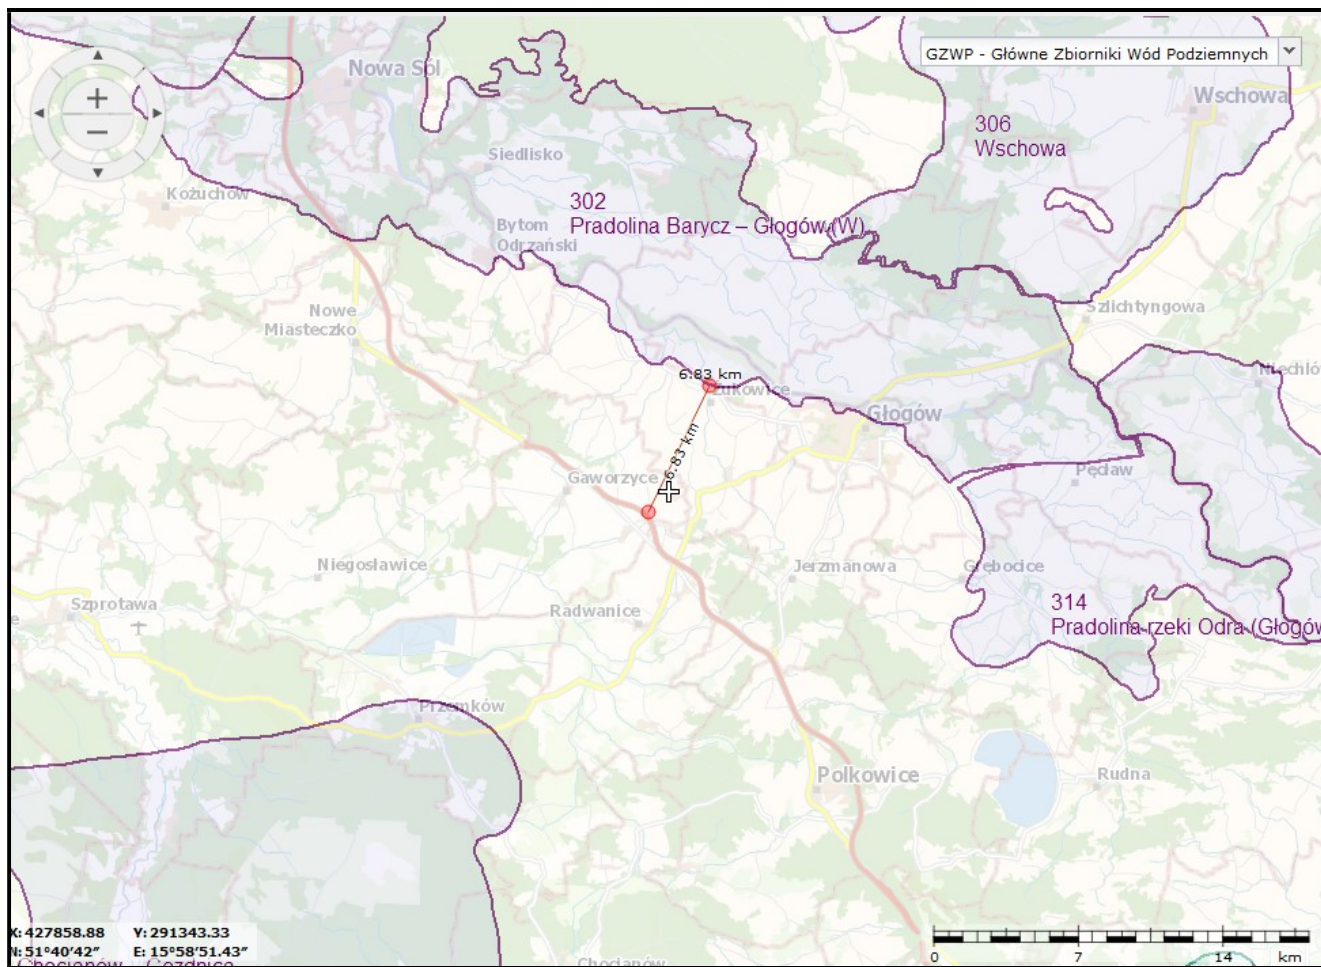 GZWP - Główne Zbiorniki Wód Podziemnych
Nowa Sól
Wschowa
306
Wschowa
Siedlisko
Kożuchów
302
Pradolina Barycz – Głogów (W)
Bytom
Odrzański
Nowe
Miasteczko
Szlichtyngowa
6.83 km
Żukowice
Niechló
Głogów
6.83 km
Gaworzyce
Pęcław
Niegosławice
Jerzmanowa
Grębocice
Szprotawa
Radwanice
314
Pradolina rzeki Odra (Głogów
Przemków
Polkowice
Rudna
X: 427858.88 Y: 291343.33
N: 51°40'42" E: 15°58'51.43"
Chocianów
0 7 14 km